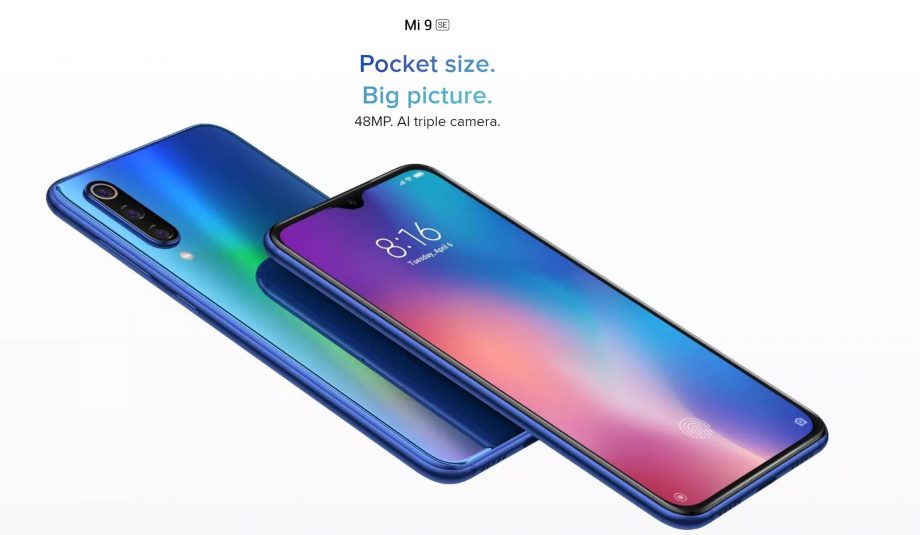 Mi 9 SE
Pocket size.
Big picture.
48MP. AI triple camera.
8:16
Tuesday, April 6